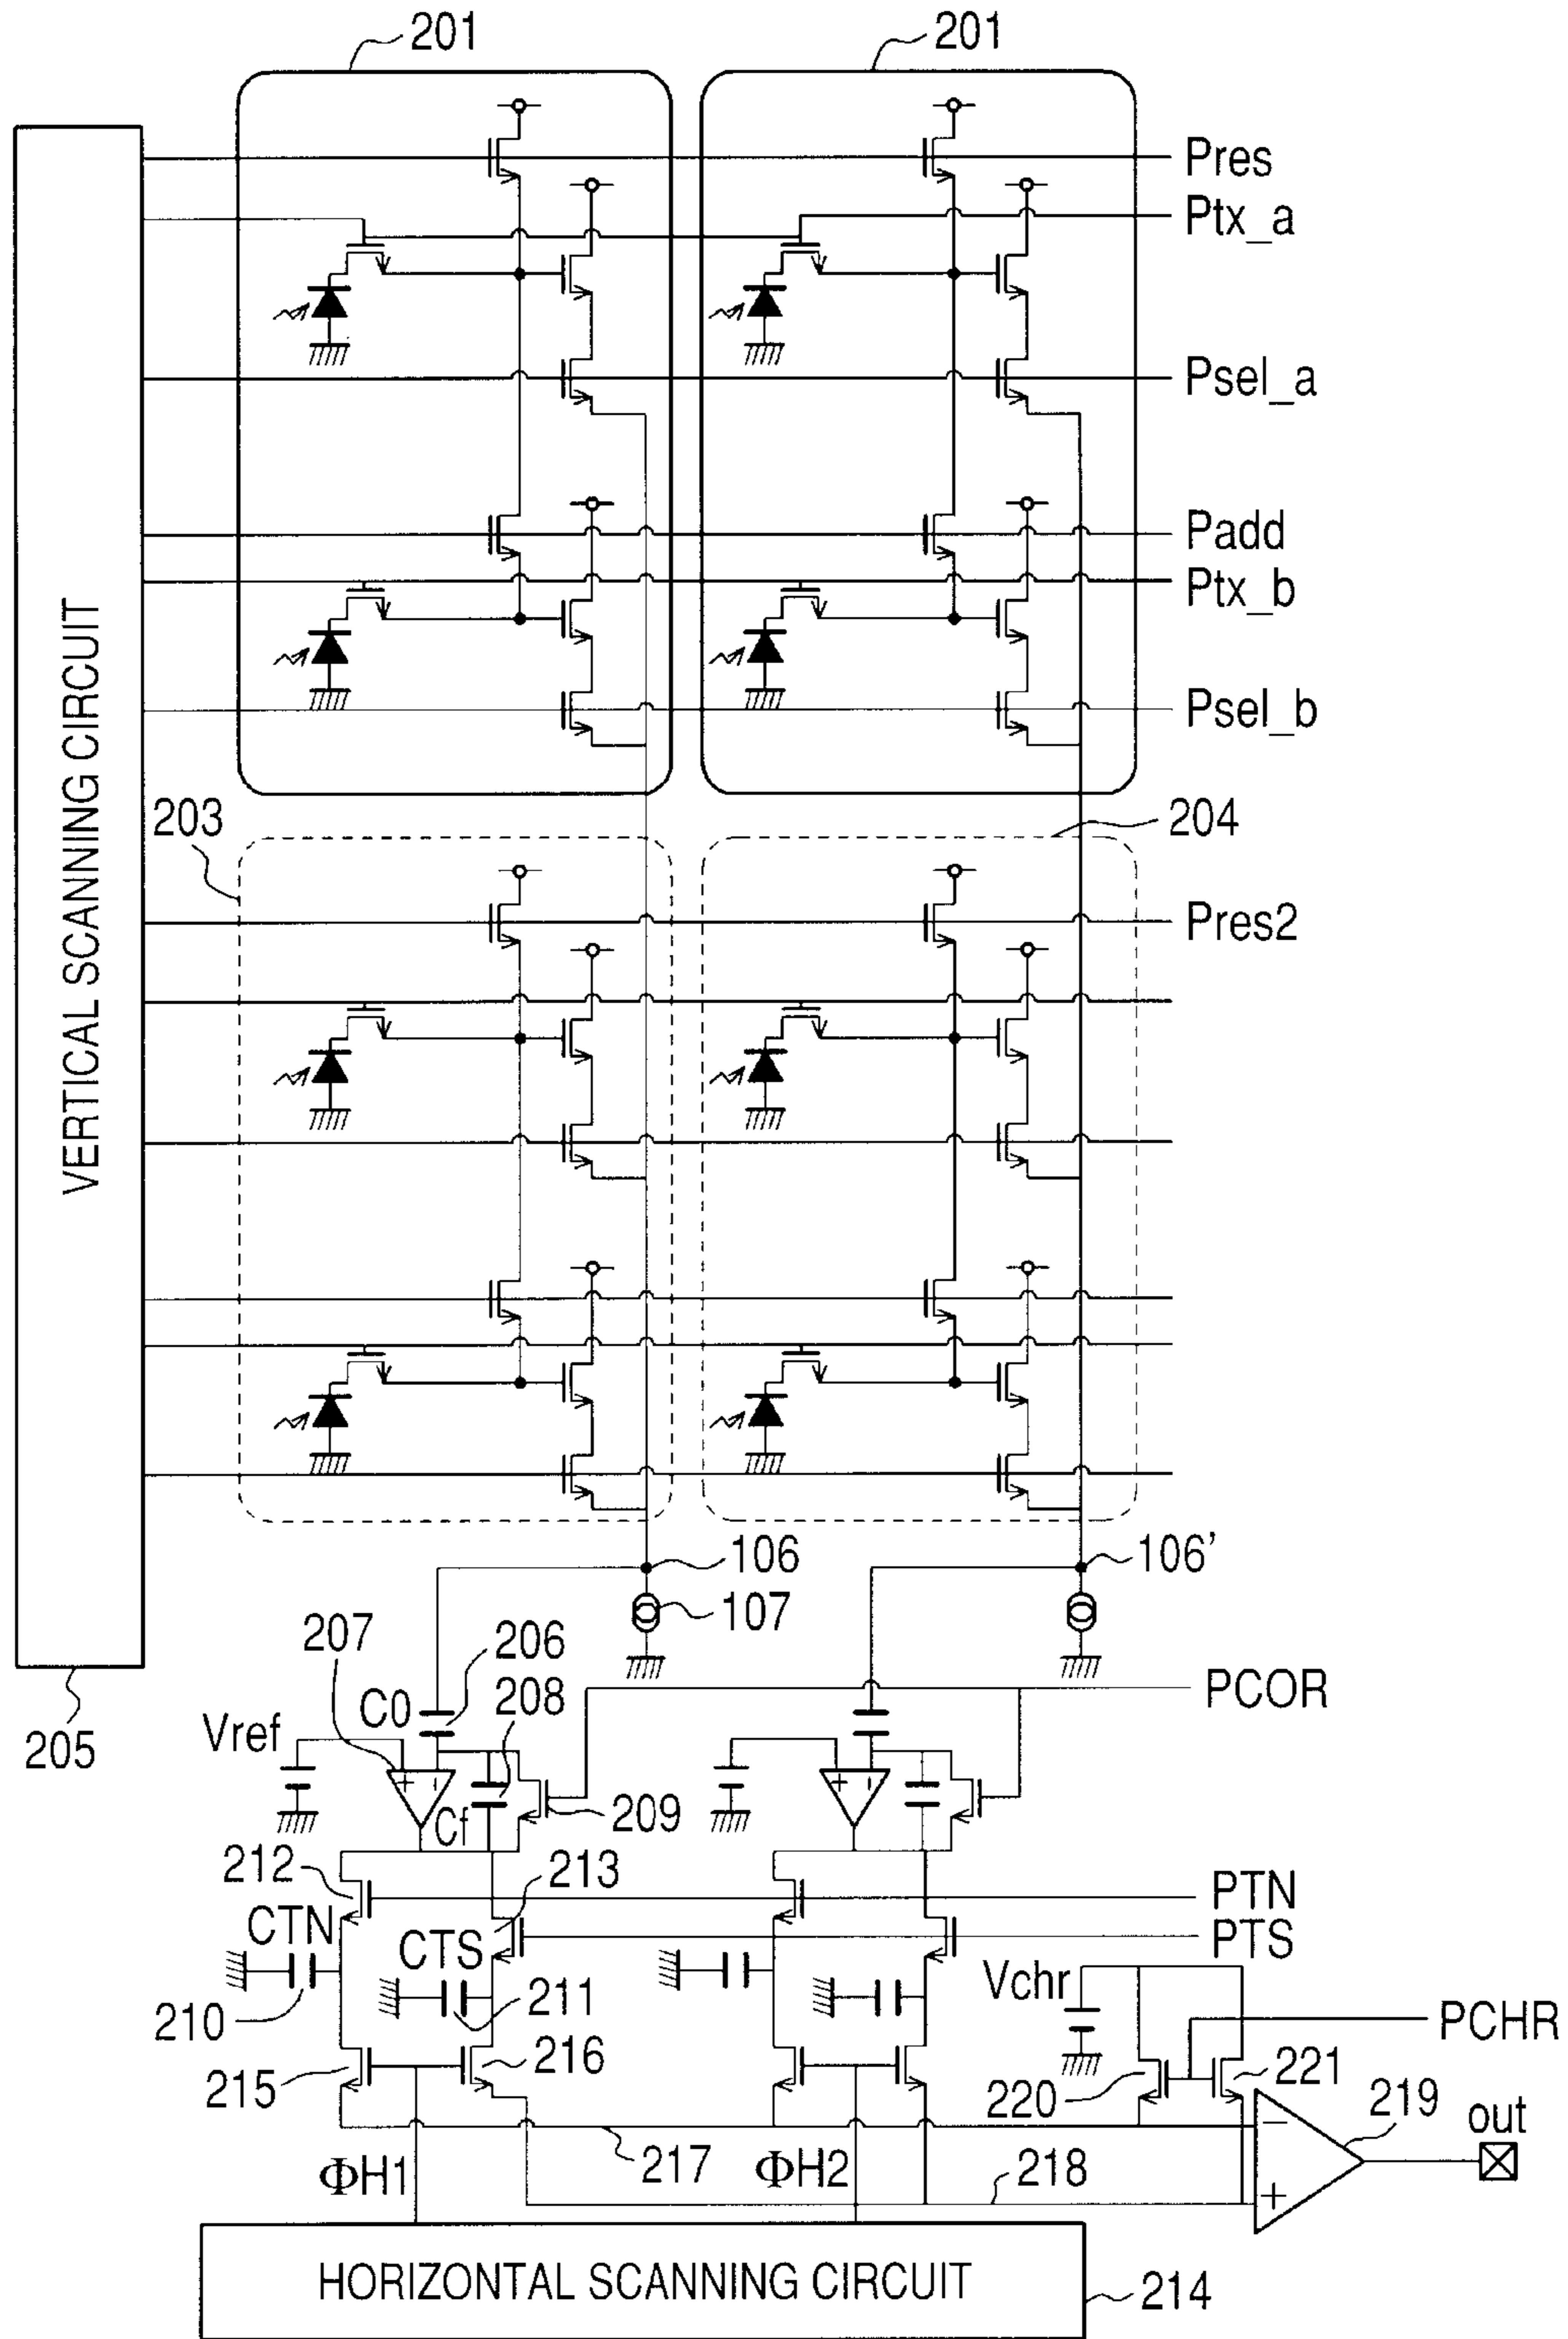 201
201
Pres
Ptx_a
Psel_a
Padd
Ptx_b
Psel_b
VERTICAL SCANNING CIRCUIT
203
204
Pres2
106
106'
107
207
206
208
C0
Vref
PCOR
205
+ −
+ −
Cf
209
212
213
PTN
PTS
CTN
CTS
Vchr
210
211
PCHR
215
216
220
221
219
out
−
217
218
ΦH1
ΦH2
+
HORIZONTAL SCANNING CIRCUIT
214